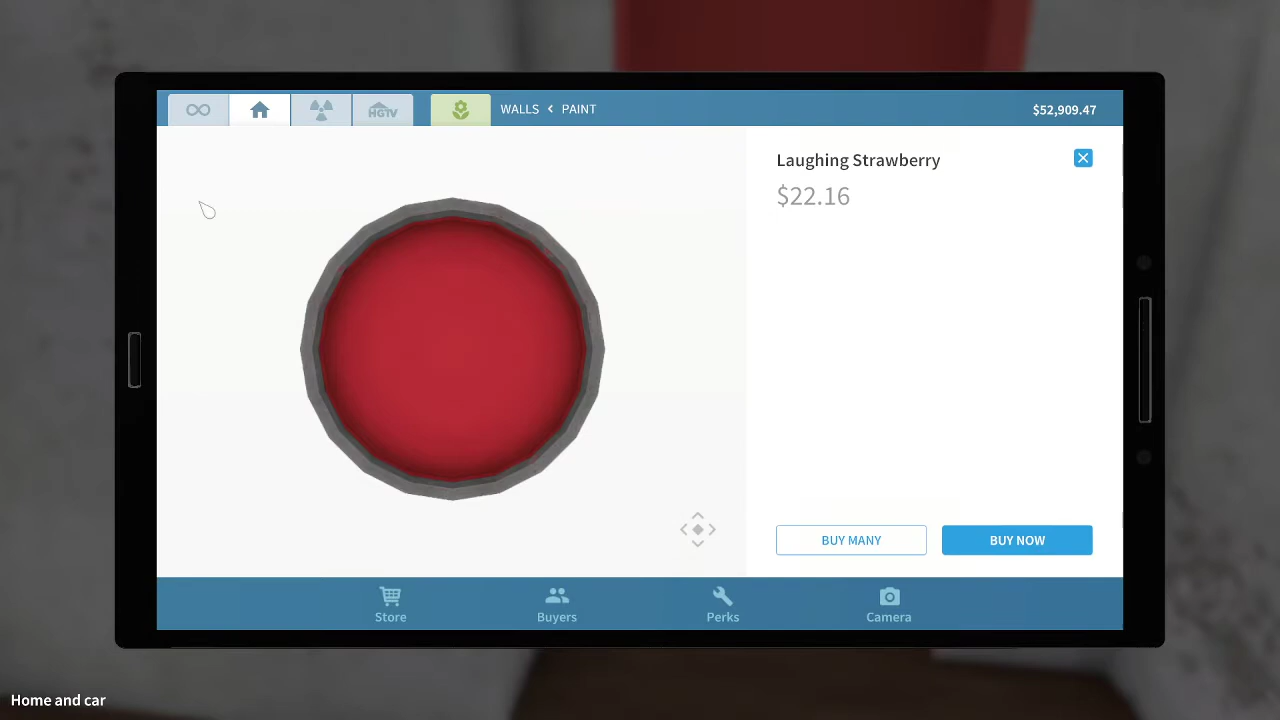 HGTV
WALLS < PAINT
$52,909.47
Laughing Strawberry
$22.16
BUY MANY
BUY NOW
Store
Buyers
Perks
Camera
Home and car